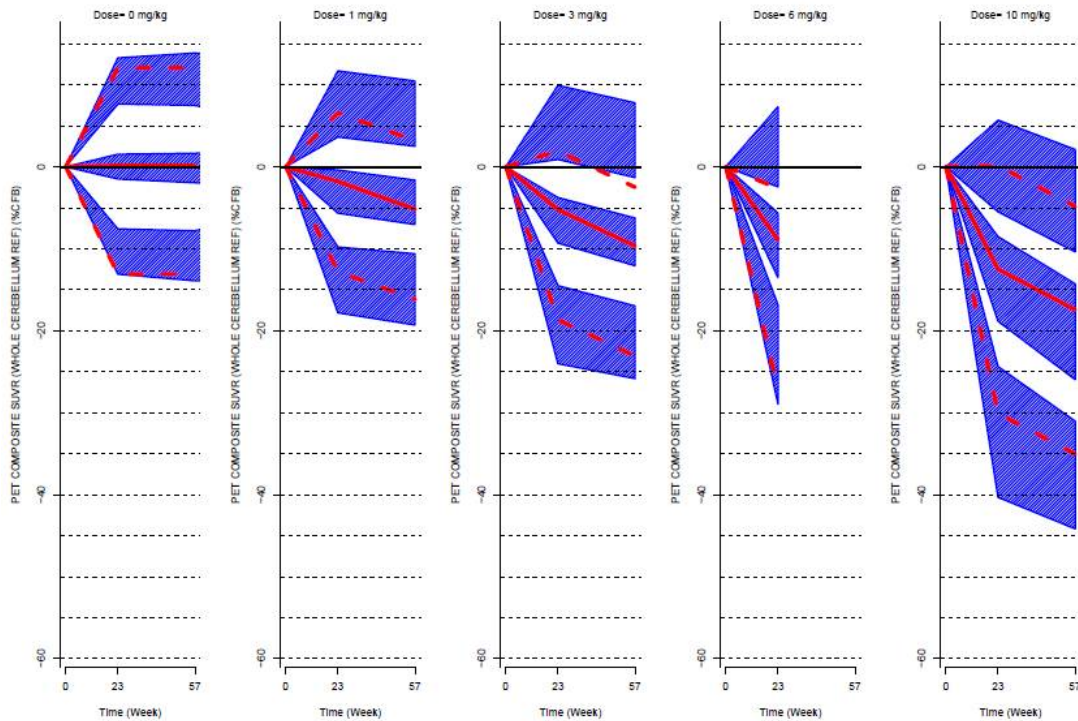 Dose= 0 mg/kg
Dose= 1 mg/kg
Dose= 3 mg/kg
Dose= 6 mg/kg
Dose= 10 mg/kg
PET COMPOSITE SUVR (WHOLE CEREBELLUM REF) (%CFB)
0
-20
-40
-60
0 23 57
Time (Week)
PET COMPOSITE SUVR (WHOLE CEREBELLUM REF) (%CFB)
0
-20
-40
-60
0 23 57
Time (Week)
PET COMPOSITE SUVR (WHOLE CEREBELLUM REF) (%CFB)
0
-20
-40
-60
0 23 57
Time (Week)
PET COMPOSITE SUVR (WHOLE CEREBELLUM REF) (%CFB)
0
-20
-40
-60
0 23 57
Time (Week)
PET COMPOSITE SUVR (WHOLE CEREBELLUM REF) (%CFB)
0
-20
-40
-60
0 23 57
Time (Week)